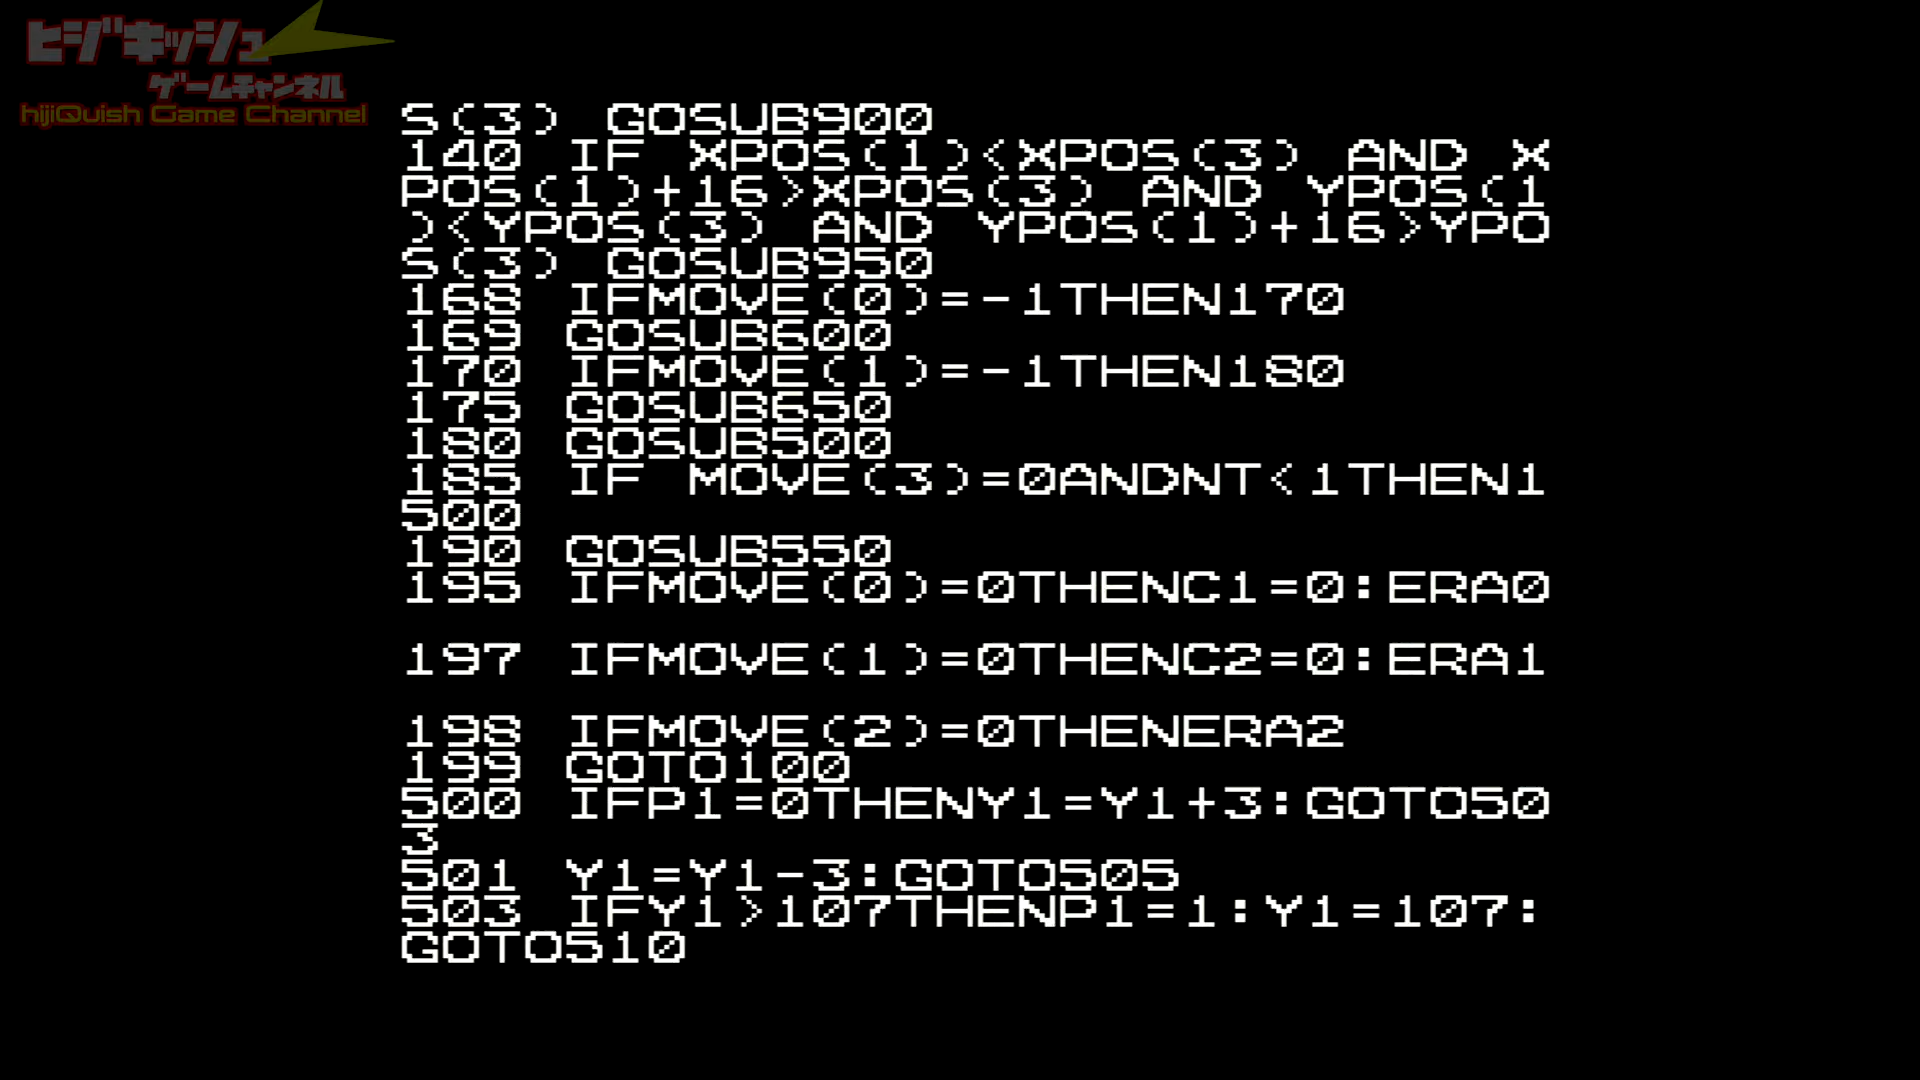 ヒジキッシュ
ゲームチャンネル
hijiQuish Game Channel
S(3) GOSUB900
140 IF XPOS(1)<XPOS(3) AND X
POS(1)+16>XPOS(3) AND YPOS(1
)<YPOS(3) AND YPOS(1)+16>YPO
S(3) GOSUB950
168 IFMOVE(0)=-1THEN170
169 GOSUB600
170 IFMOVE(1)=-1THEN180
175 GOSUB650
180 GOSUB500
185 IF MOVE(3)=0ANDNT<1THEN1
500
190 GOSUB550
195 IFMOVE(0)=0THENC1=0:ERA0
197 IFMOVE(1)=0THENC2=0:ERA1
198 IFMOVE(2)=0THENERA2
199 GOTO100
500 IFP1=0THENY1=Y1+3:GOTO50
3
501 Y1=Y1-3:GOTO505
503 IFY1>107THENP1=1:Y1=107:
GOTO510